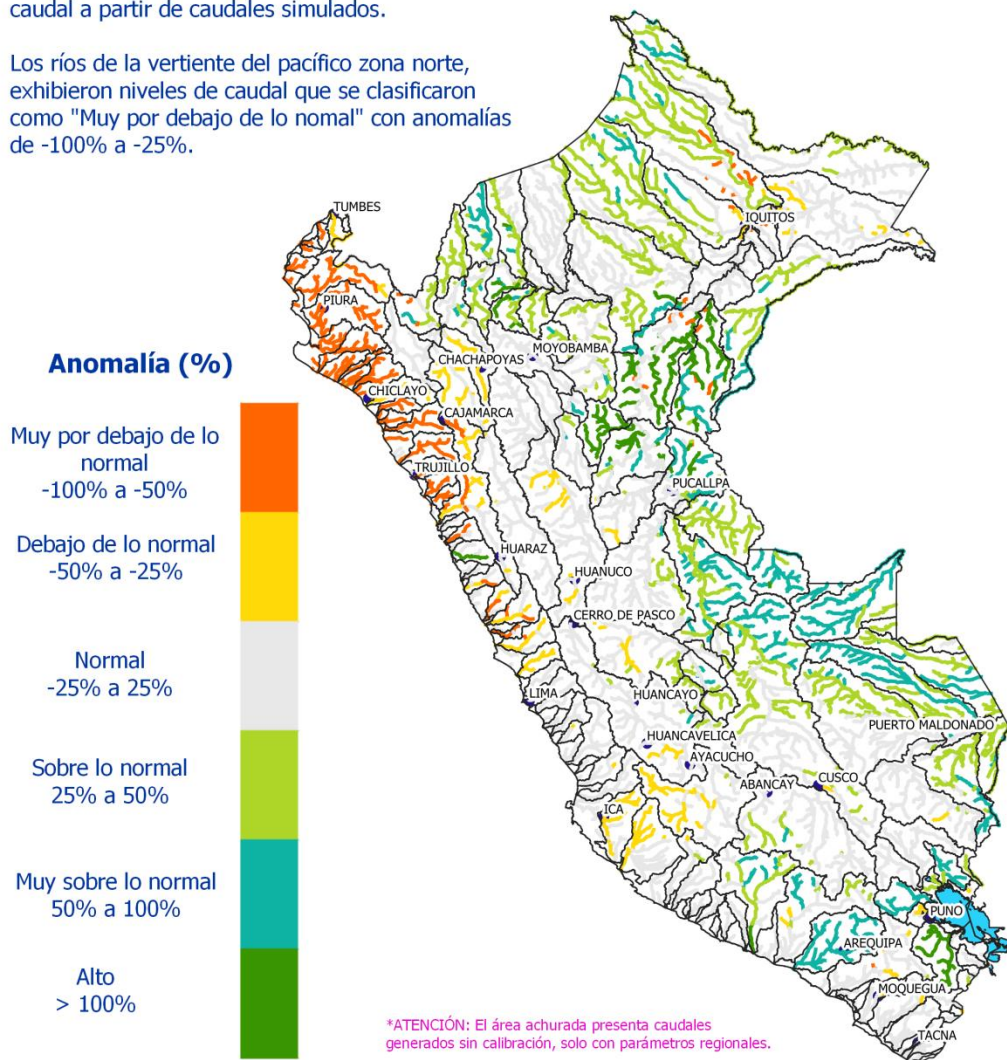 caudal a partir de caudales simulados.
Los ríos de la vertiente del pacífico zona norte,
exhibieron niveles de caudal que se clasificaron
como "Muy por debajo de lo nomal" con anomalías
de -100% a -25%.
TUMBES
IQUITOS
PIURA
Anomalía (%)
MOYOBAMBA
CHACHAPOYAS
CHICLAYO
CAJAMARCA
Muy por debajo de lo
normal
-100% a -50%
TRUJILLO
PUCALLPA
Debajo de lo normal
-50% a -25%
HUARAZ
HUANUCO
CERRO DE PASCO
Normal
-25% a 25%
LIMA
HUANCAYO
PUERTO MALDONADO
HUANCAVELICA
AYACUCHO
Sobre lo normal
25% a 50%
ABANCAY
CUSCO
ICA
Muy sobre lo normal
50% a 100%
PUNO
AREQUIPA
Alto
> 100%
MOQUEGUA
*ATENCIÓN: El área achurada presenta caudales
generados sin calibración, solo con parámetros regionales.
TACNA